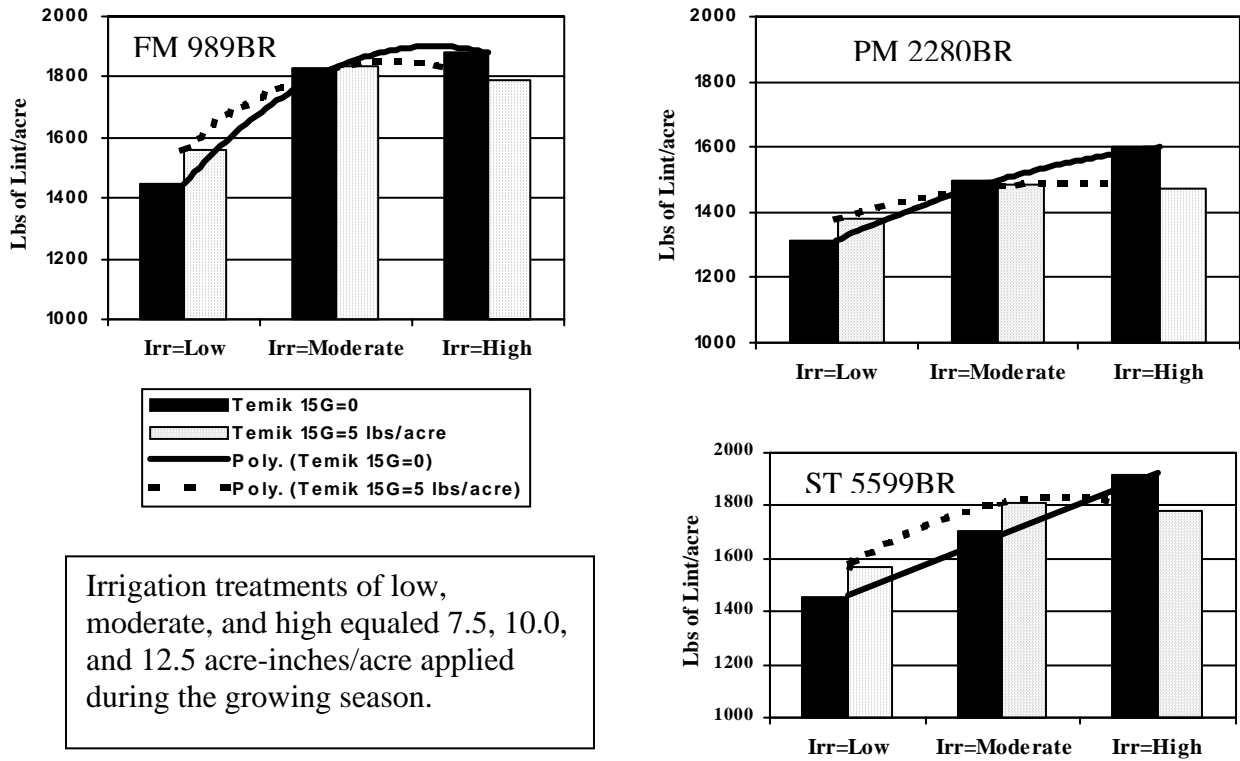 FM 989BR
2000
1800
1600
1400
1200
1000
Lbs of Lint/acre
Irr=Low Irr=Moderate Irr=High
PM 2280BR
2000
1800
1600
1400
1200
1000
Lbs of Lint/acre
Irr=Low Irr=Moderate Irr=High
Temik 15G=0
Temik 15G=5 lbs/acre
Poly. (Temik 15G=0)
Poly. (Temik 15G=5 lbs/acre)
ST 5599BR
2000
1800
1600
1400
1200
1000
Lbs of Lint/acre
Irr=Low Irr=Moderate Irr=High
Irrigation treatments of low,
moderate, and high equaled 7.5, 10.0,
and 12.5 acre-inches/acre applied
during the growing season.